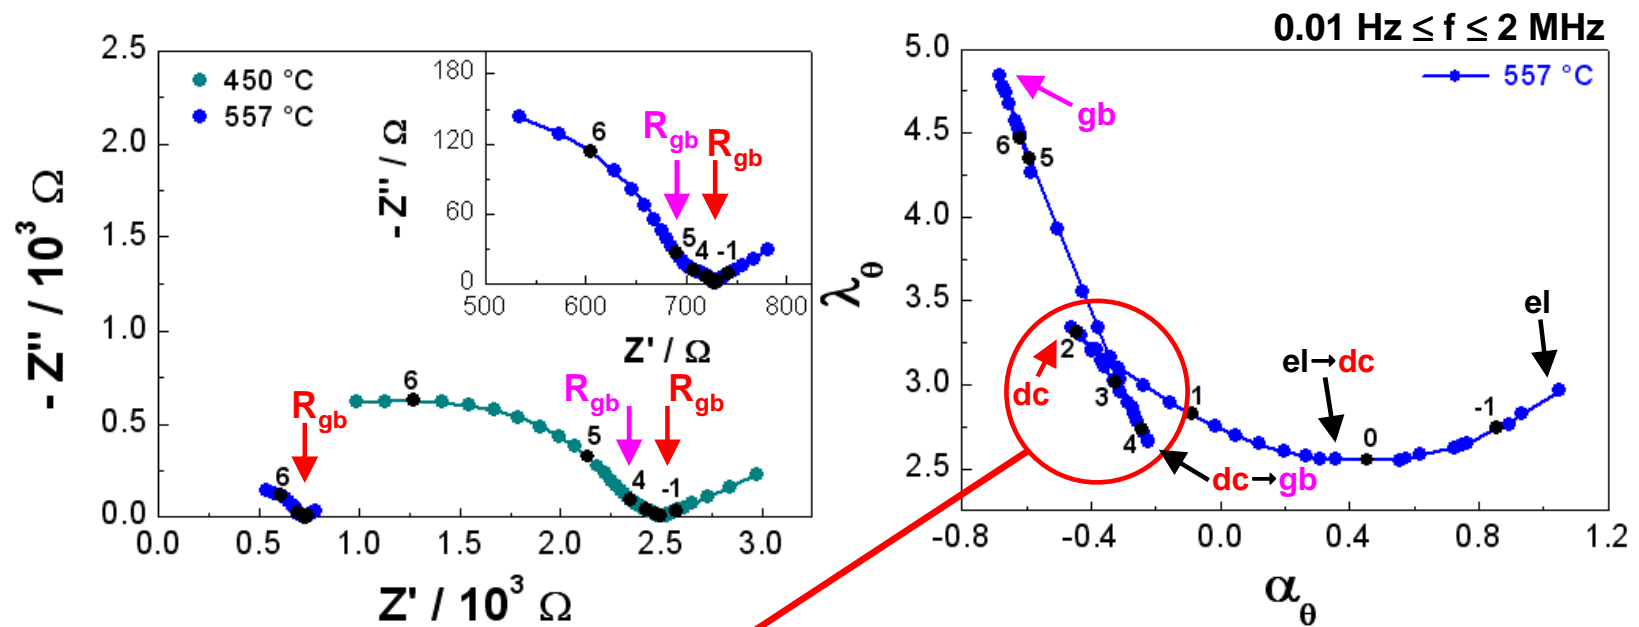 0.01 Hz ≤ f ≤ 2 MHz
- Z'' / 10³ Ω
2.5
2.0
1.5
1.0
0.5
0.0
450 °C
557 °C
- Z'' / Ω
180
120
60
0
6
R_gb
R_gb
5
4
-1
500
600
700
800
Z' / Ω
6
R_gb
6
5
R_gb
R_gb
4
-1
0.0
0.5
1.0
1.5
2.0
2.5
3.0
Z' / 10³ Ω
λ_θ
5.0
4.5
4.0
3.5
3.0
2.5
557 °C
gb
6
5
2
dc
3
4
dc→gb
1
el→dc
0
-1
el
-0.8
-0.4
0.0
0.4
0.8
1.2
α_θ